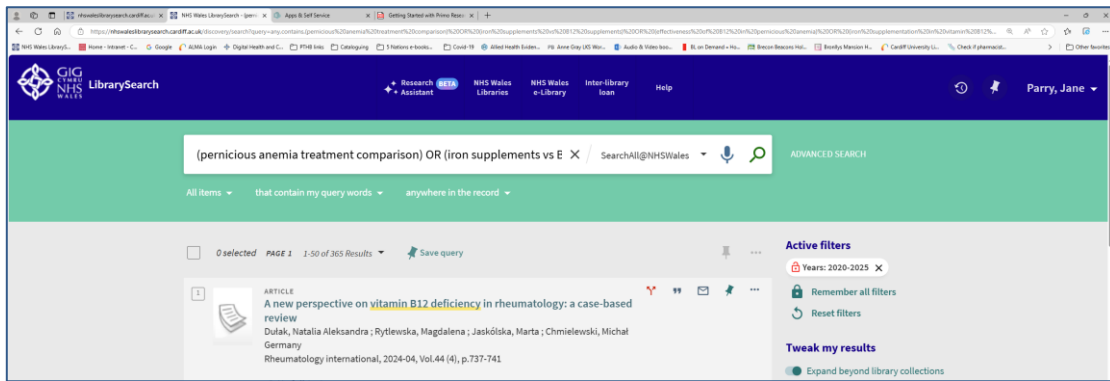 nhswaleslibrarysearch.cardiff.ac.u
NHS Wales LibrarySearch - (perni
Apps & Self Service
Getting Started with Primo Resea
https://nhswaleslibrarysearch.cardiff.ac.uk/discovery/search?query=any,contains,(pernicious%20anemia%20treatment%20comparison)%20OR%20(iron%20supplements%20vs%20B12%20supplements)%20OR%20(effectiveness%20of%20B12%20in%20pernicious%20anemia)%20OR%20(iron%20supplementation%20in%20vitamin%20B12%...
NHS Wales LibraryS...
Home - Intranet - C...
Google
ALMA Login
Digital Health and C...
PTHB links
Cataloguing
5 Nations e-books...
Covid-19
Allied Health Eviden...
Anne Gray LKS Wor...
Audio & Video boo...
BL on Demand « Ho...
Brecon Beacons Hol...
Bronllys Mansion H...
Cardiff University Li...
Check if pharmacist...
Other favorites
GIG
CYMRU
NHS
WALES
LibrarySearch
Research
Assistant
BETA
NHS Wales
Libraries
NHS Wales
e-Library
Inter-library
loan
Help
Parry, Jane
(pernicious anemia treatment comparison) OR (iron supplements vs B
SearchAll@NHSWales
ADVANCED SEARCH
All items
that contain my query words
anywhere in the record
0 selected PAGE 1 1-50 of 365 Results
Save query
Active filters
Years: 2020-2025
Remember all filters
Reset filters
Tweak my results
Expand beyond library collections
1
ARTICLE
A new perspective on vitamin B12 deficiency in rheumatology: a case-based
review
Dułak, Natalia Aleksandra ; Rytlewska, Magdalena ; Jaskólska, Marta ; Chmielewski, Michał
Germany
Rheumatology international, 2024-04, Vol.44 (4), p.737-741